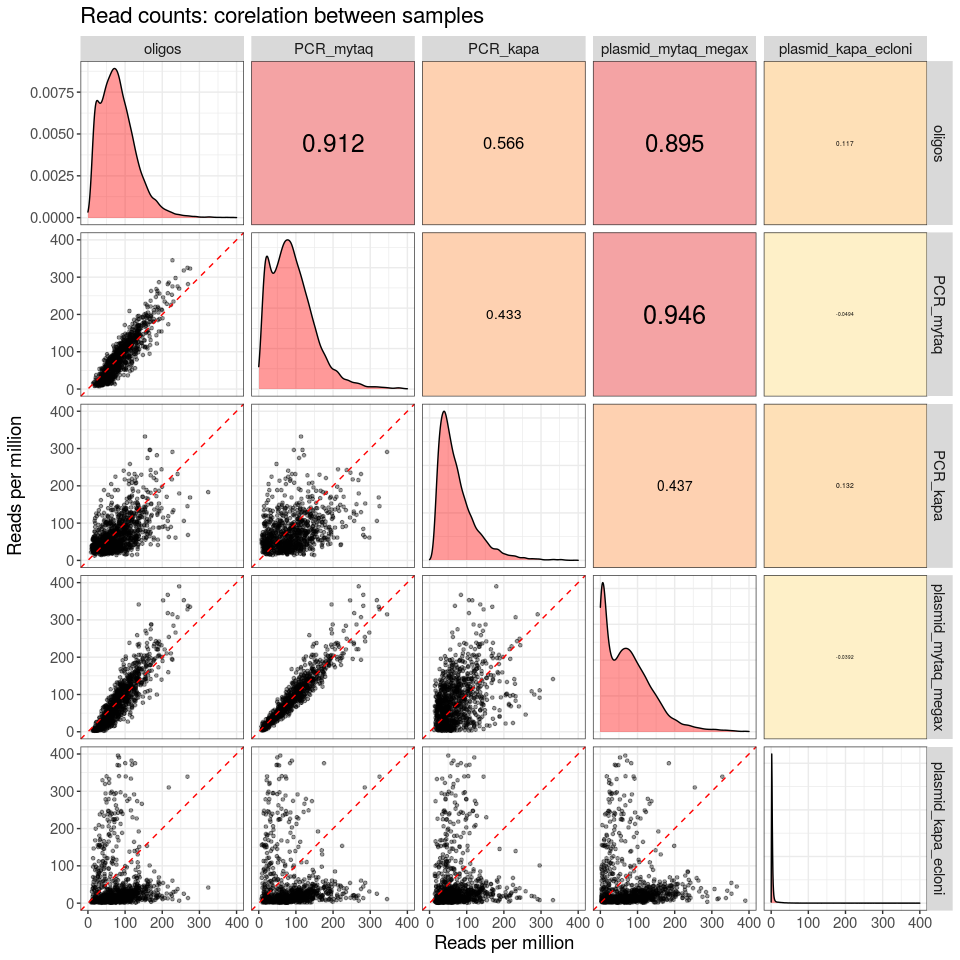 Read counts: corelation between samples
oligos PCR_mytaq PCR_kapa plasmid_mytaq_megax plasmid_kapa_ecloni
0.0075
0.0050
0.0025
0.0000
0.912 0.566 0.895 0.117
oligos
400
300
200
100
0
0.433 0.946 -0.0494
PCR_mytaq
400
300
200
100
0
0.437 0.132
PCR_kapa
400
300
200
100
0
-0.0392
plasmid_mytaq_megax
400
300
200
100
0
plasmid_kapa_ecloni
Reads per million
0 100 200 300 400 0 100 200 300 400 0 100 200 300 400 0 100 200 300 400 0 100 200 300 400
Reads per million